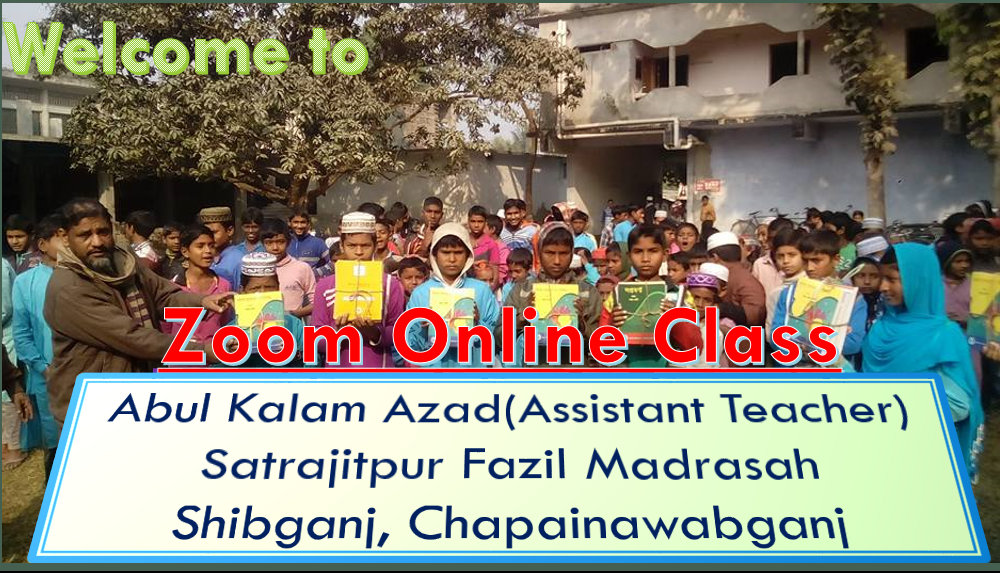 Welcome to
Zoom Online Class
Abul Kalam Azad(Assistant Teacher)
Satrajitpur Fazil Madrasah
Shibganj, Chapainawabganj